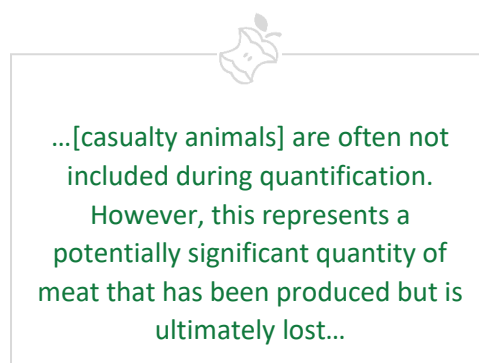 …[casualty animals] are often not
included during quantification.
However, this represents a
potentially significant quantity of
meat that has been produced but is
ultimately lost…